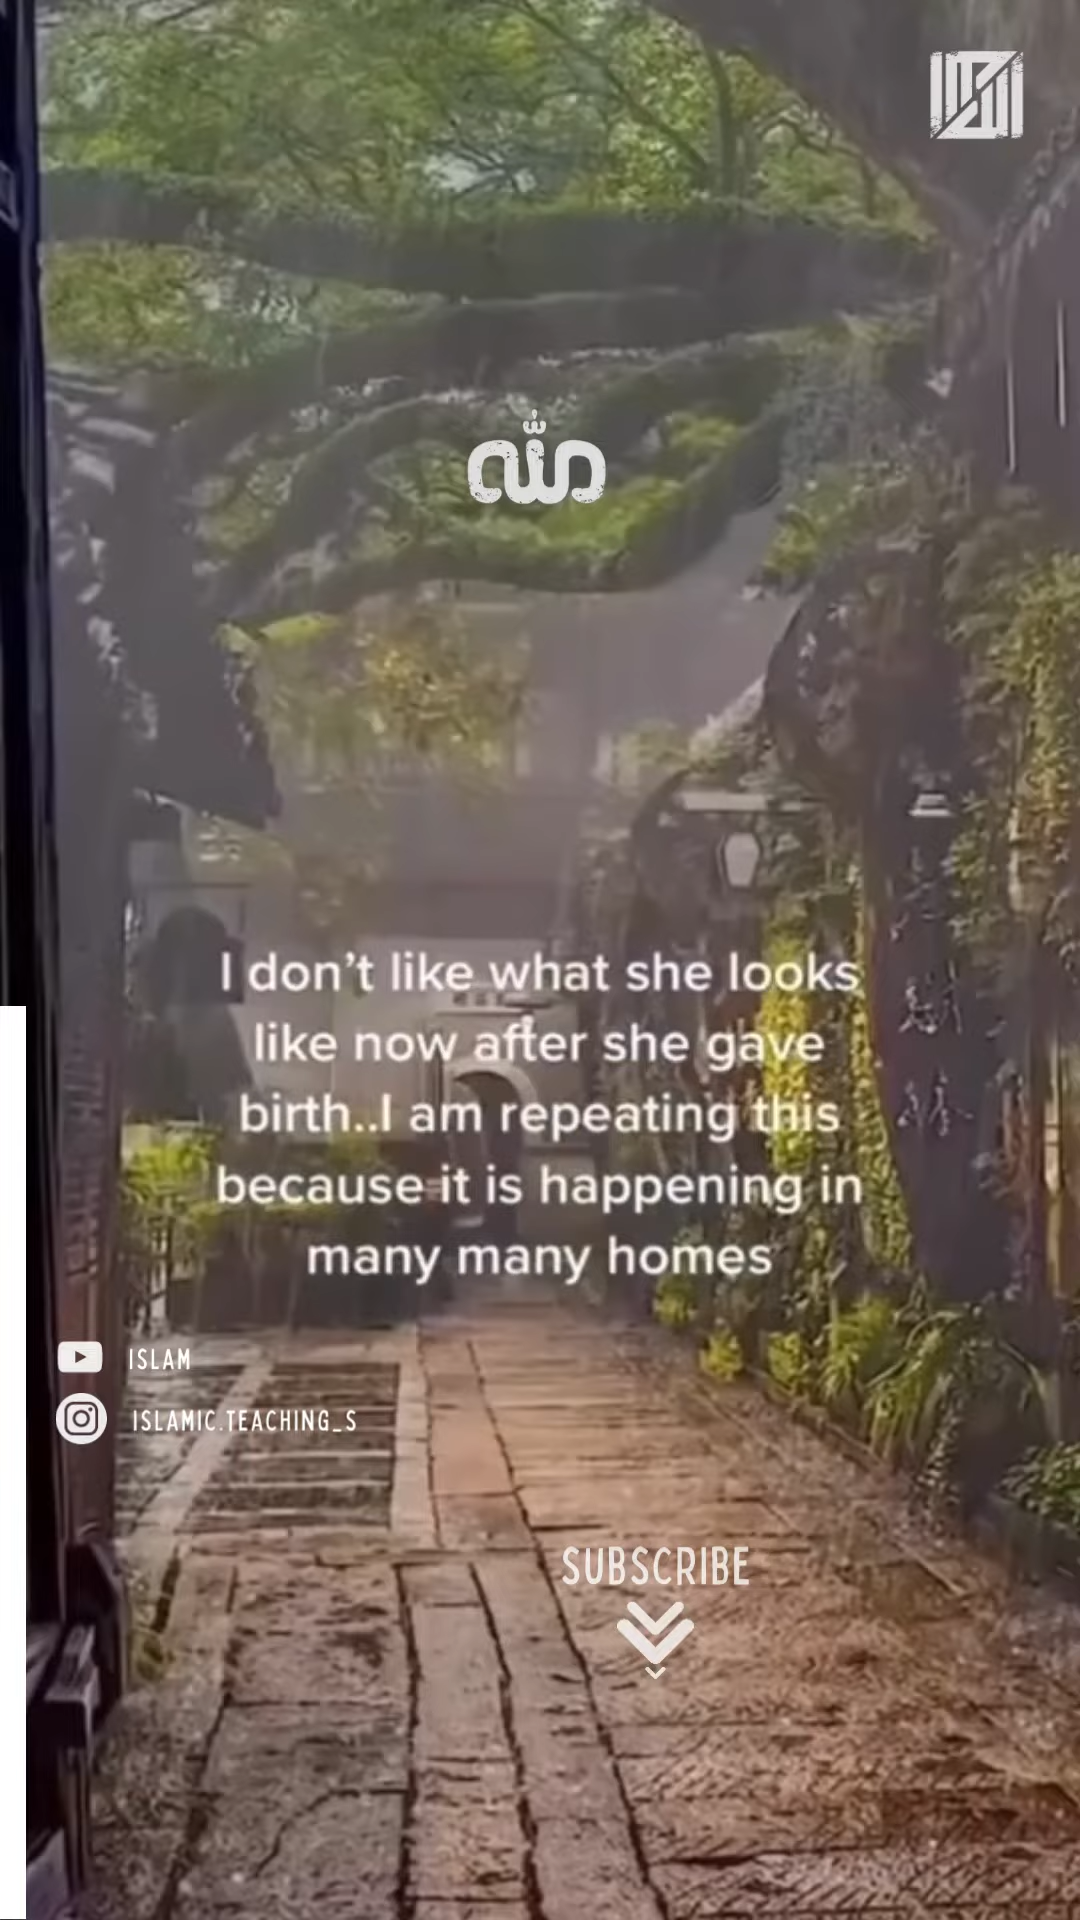 I don’t like what she looks
like now after she gave
birth..I am repeating this
because it is happening in
many many homes
ISLAM
ISLAMIC.TEACHING_S
SUBSCRIBE